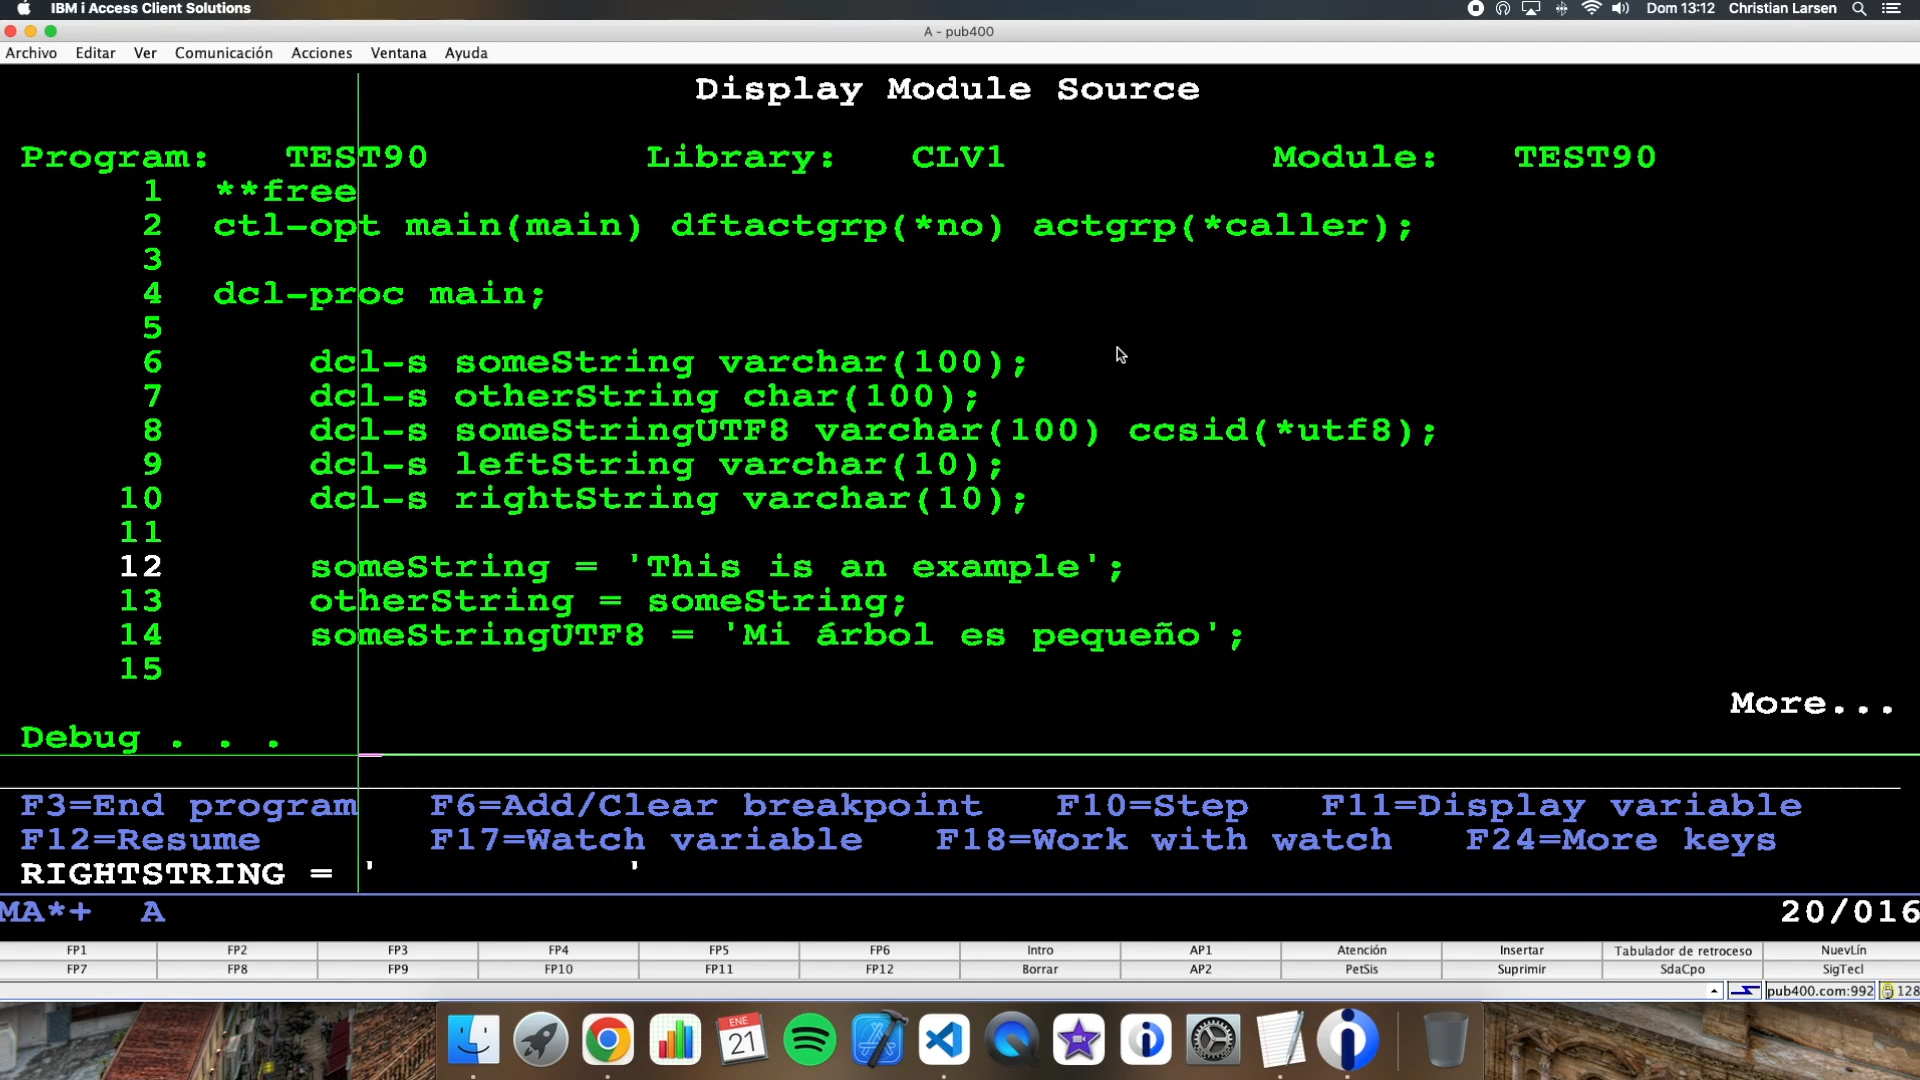 IBM i Access Client Solutions Dom 13:12 Christian Larsen
A - pub400
Archivo Editar Ver Comunicación Acciones Ventana Ayuda
Display Module Source
Program: TEST90 Library: CLV1 Module: TEST90
1 **free
2 ctl-opt main(main) dftactgrp(*no) actgrp(*caller);
3
4 dcl-proc main;
5
6 dcl-s someString varchar(100);
7 dcl-s otherString char(100);
8 dcl-s someStringUTF8 varchar(100) ccsid(*utf8);
9 dcl-s leftString varchar(10);
10 dcl-s rightString varchar(10);
11
12 someString = 'This is an example';
13 otherString = someString;
14 someStringUTF8 = 'Mi árbol es pequeño';
15
More...
Debug . . .
F3=End program F6=Add/Clear breakpoint F10=Step F11=Display variable
F12=Resume F17=Watch variable F18=Work with watch F24=More keys
RIGHTSTRING = ' '
MA*+ A 20/016
FP1 FP2 FP3 FP4 FP5 FP6 Intro AP1 Atención Insertar Tabulador de retroceso NuevLín
FP7 FP8 FP9 FP10 FP11 FP12 Borrar AP2 PetSis Suprimir SdaCpo SigTecl
pub400.com:992 128
ENE
21